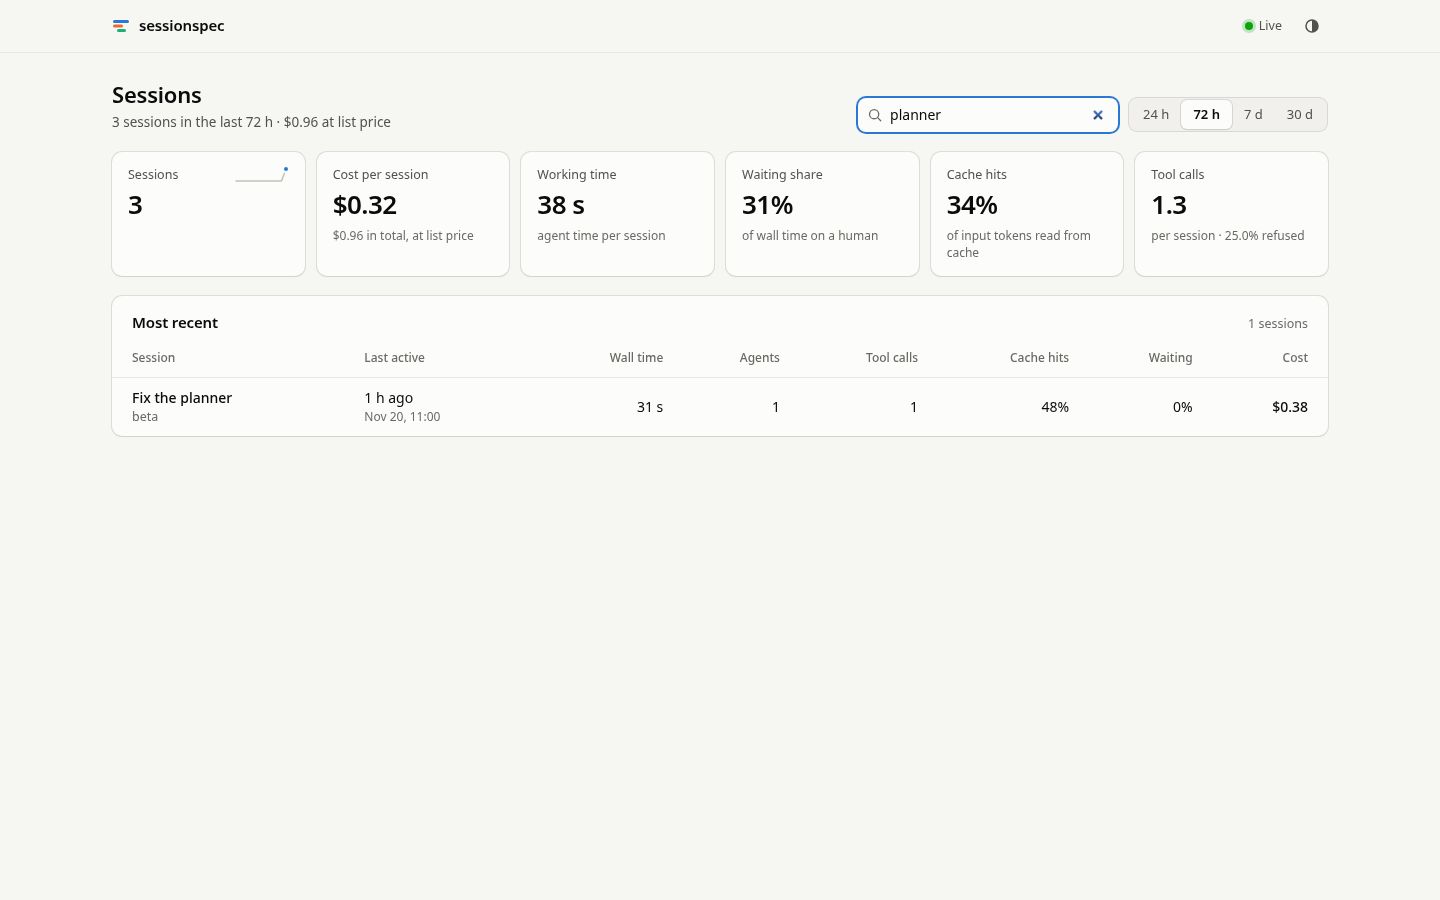 sessionspec
Live
Sessions
3 sessions in the last 72 h · $0.96 at list price
planner
24 h 72 h 7 d 30 d
Sessions
3
Cost per session
$0.32
$0.96 in total, at list price
Working time
38 s
agent time per session
Waiting share
31%
of wall time on a human
Cache hits
34%
of input tokens read from
cache
Tool calls
1.3
per session · 25.0% refused
Most recent
1 sessions
Session Last active Wall time Agents Tool calls Cache hits Waiting Cost
Fix the planner 1 h ago 31 s 1 1 48% 0% $0.38
beta Nov 20, 11:00